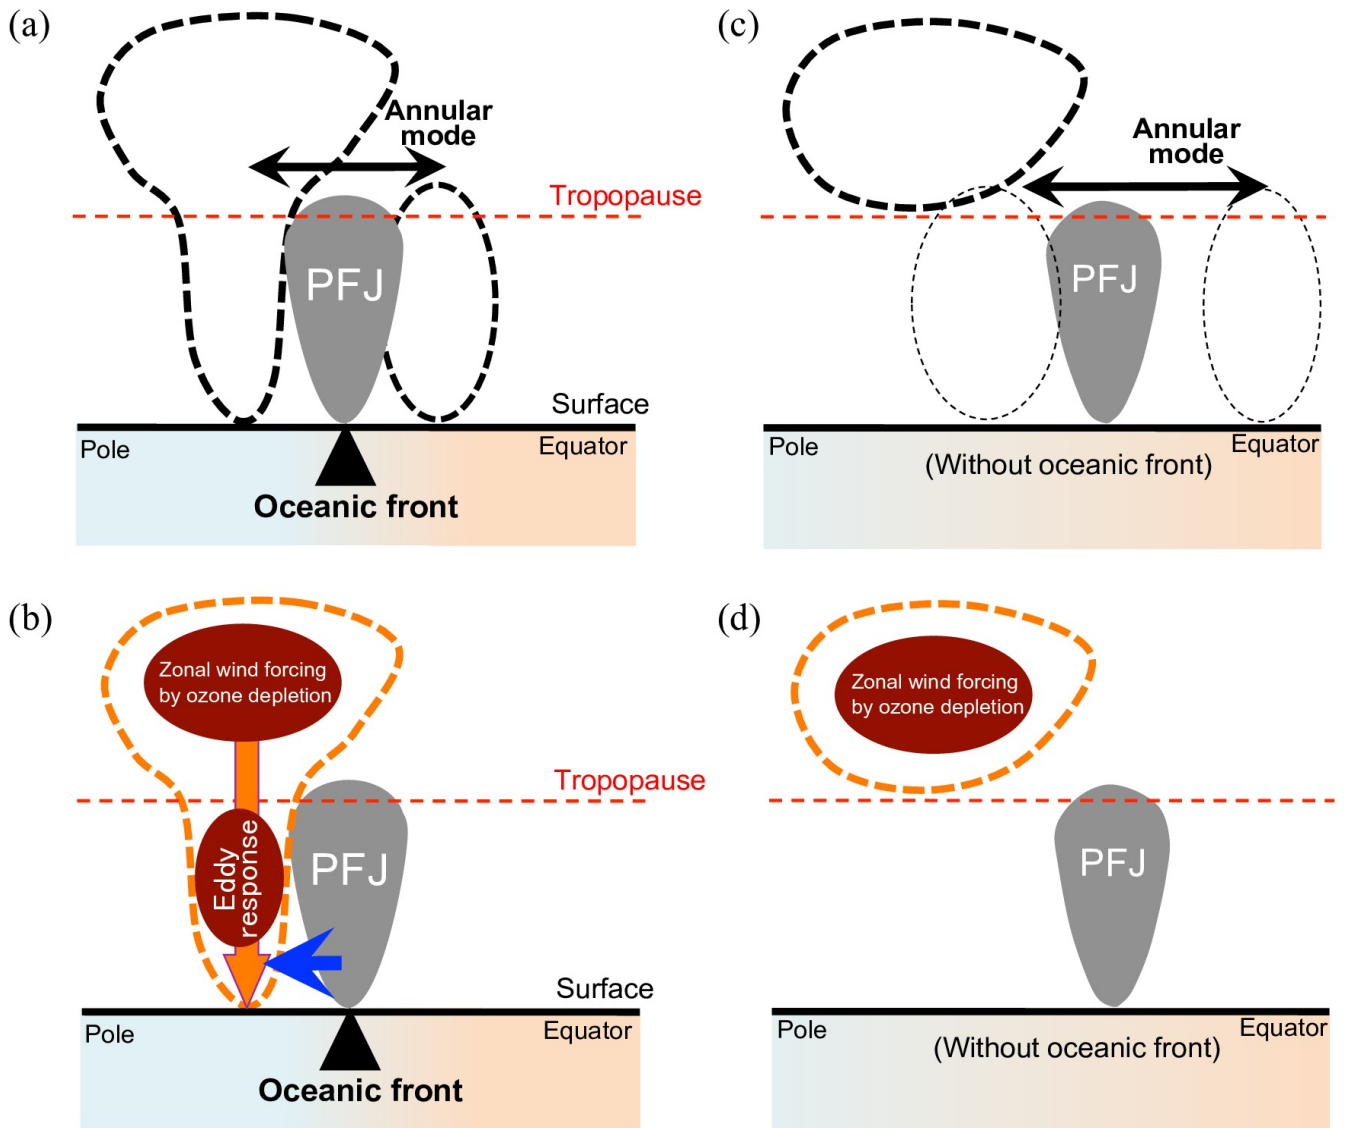 (a)
Annular
mode
Tropopause
PFJ
Surface
Pole
Equator
Oceanic front
(c)
Annular
mode
PFJ
Pole
Equator
(Without oceanic front)
(b)
Zonal wind forcing
by ozone depletion
Tropopause
Eddy
response
PFJ
Surface
Pole
Equator
Oceanic front
(d)
Zonal wind forcing
by ozone depletion
PFJ
Pole
Equator
(Without oceanic front)